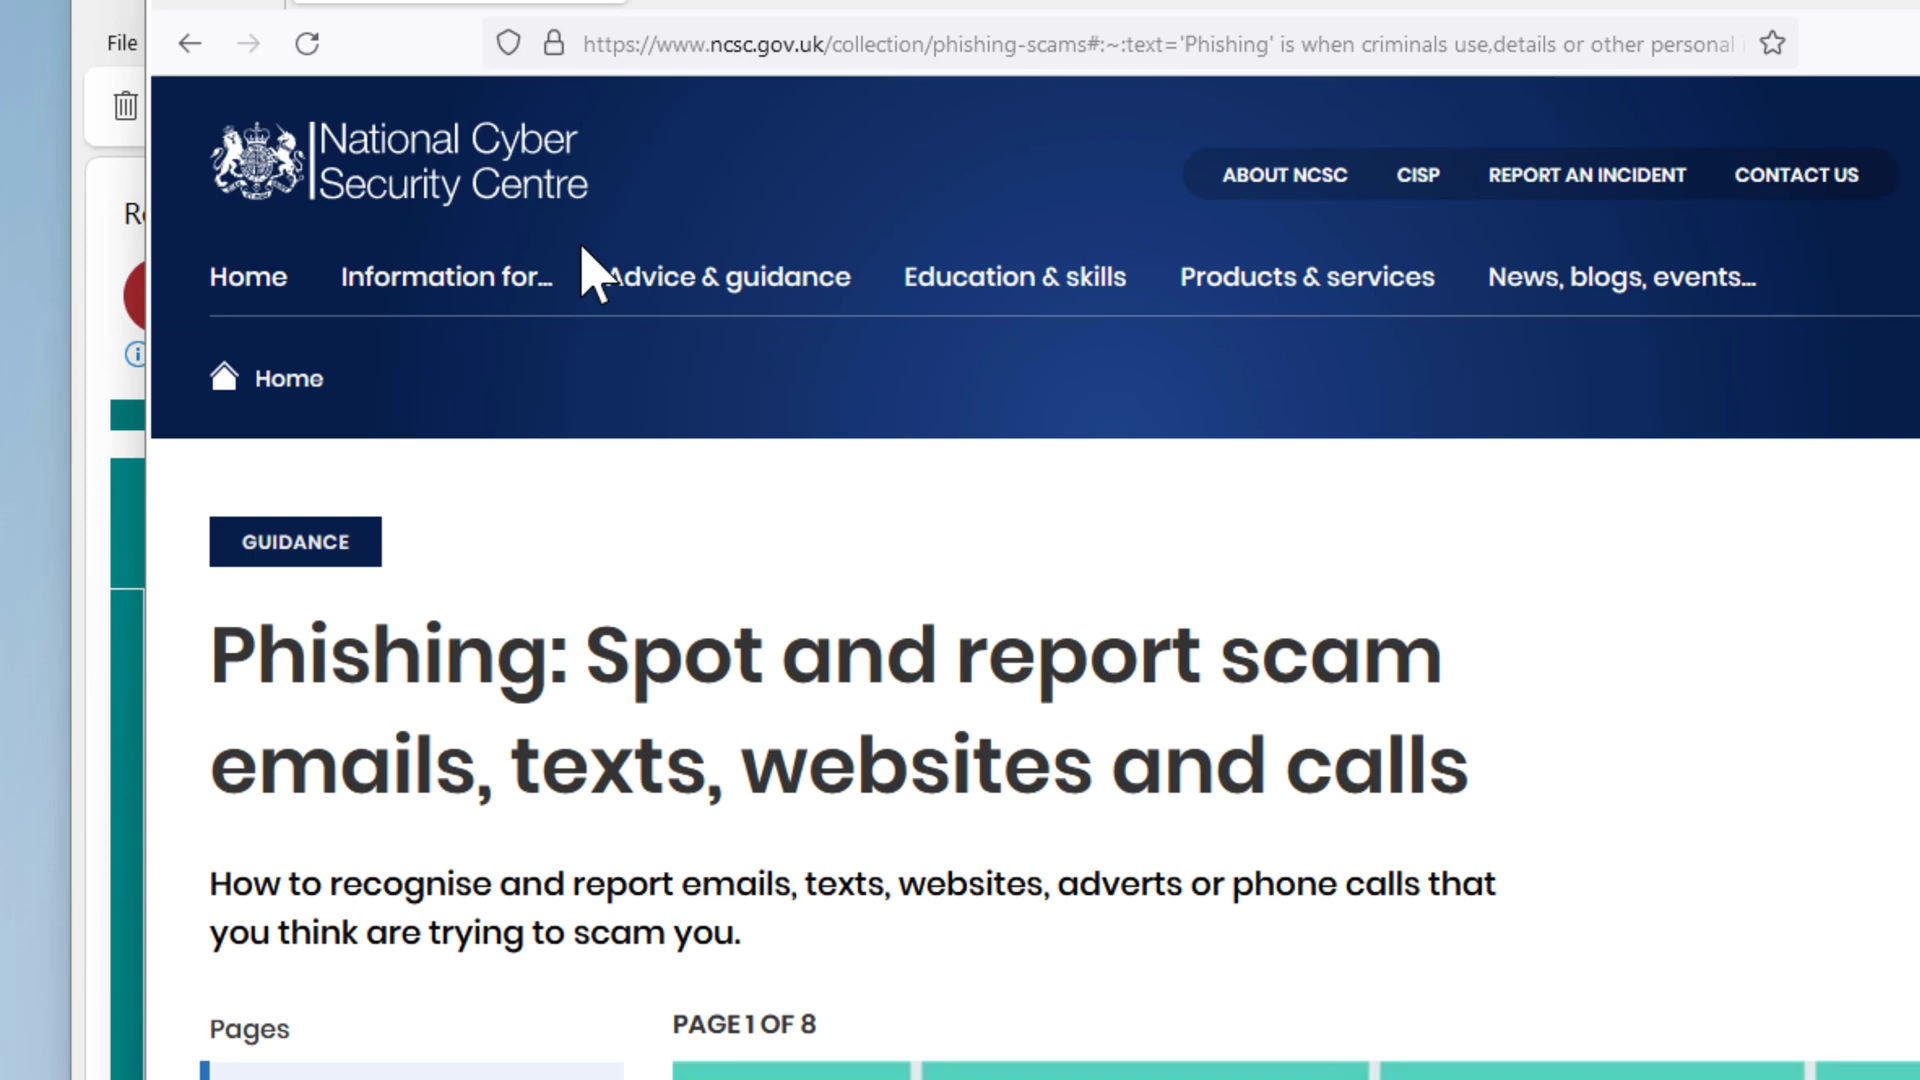 File
https://www.ncsc.gov.uk/collection/phishing-scams#:~:text='Phishing' is when criminals use,details or other personal
National Cyber
Security Centre
ABOUT NCSC
CISP
REPORT AN INCIDENT
CONTACT US
Home
Information for...
Advice & guidance
Education & skills
Products & services
News, blogs, events...
Home
GUIDANCE
Phishing: Spot and report scam
emails, texts, websites and calls
How to recognise and report emails, texts, websites, adverts or phone calls that
you think are trying to scam you.
Pages
PAGE 1 OF 8